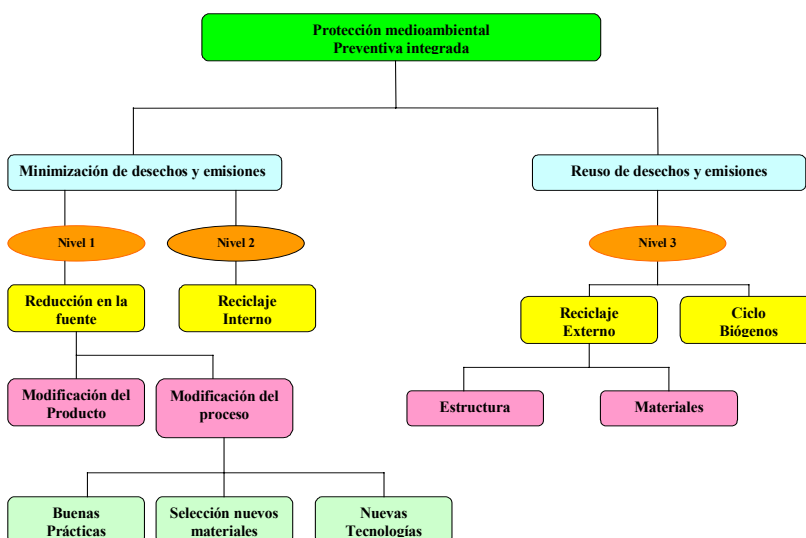 Protección medioambiental
Preventiva integrada
Minimización de desechos y emisiones
Reuso de desechos y emisiones
Nivel 1
Nivel 2
Nivel 3
Reducción en la
fuente
Reciclaje
Interno
Reciclaje
Externo
Ciclo
Biógenos
Modificación del
Producto
Modificación del
proceso
Estructura
Materiales
Buenas
Prácticas
Selección nuevos
materiales
Nuevas
Tecnologías